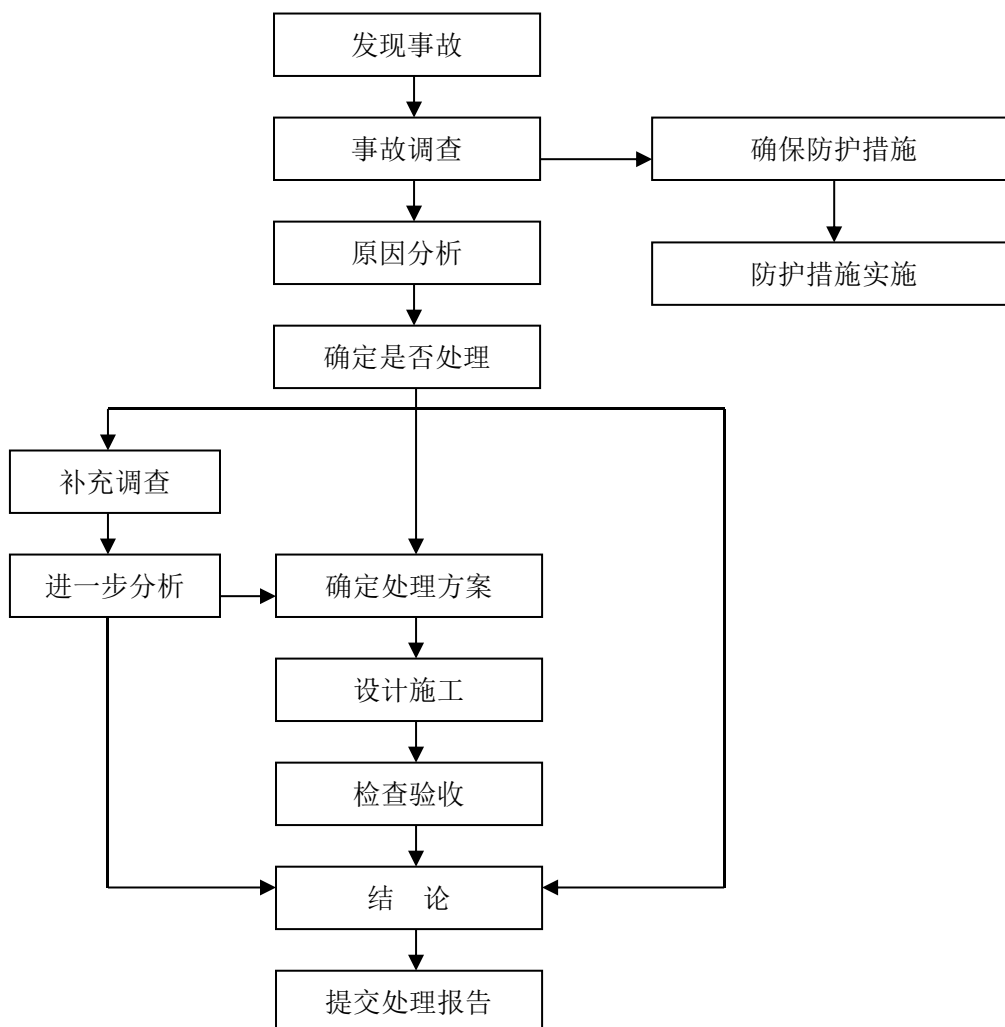 发现事故
事故调查
确保防护措施
原因分析
防护措施实施
确定是否处理
补充调查
进一步分析
确定处理方案
设计施工
检查验收
结 论
提交处理报告